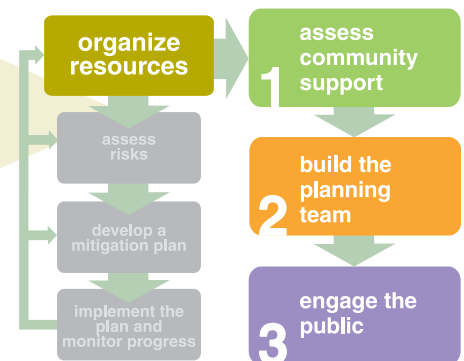 organize
resources
assess
risks
develop a
mitigation plan
implement the
plan and
monitor progress
1
assess
community
support
2
build the
planning
team
3
engage the
public